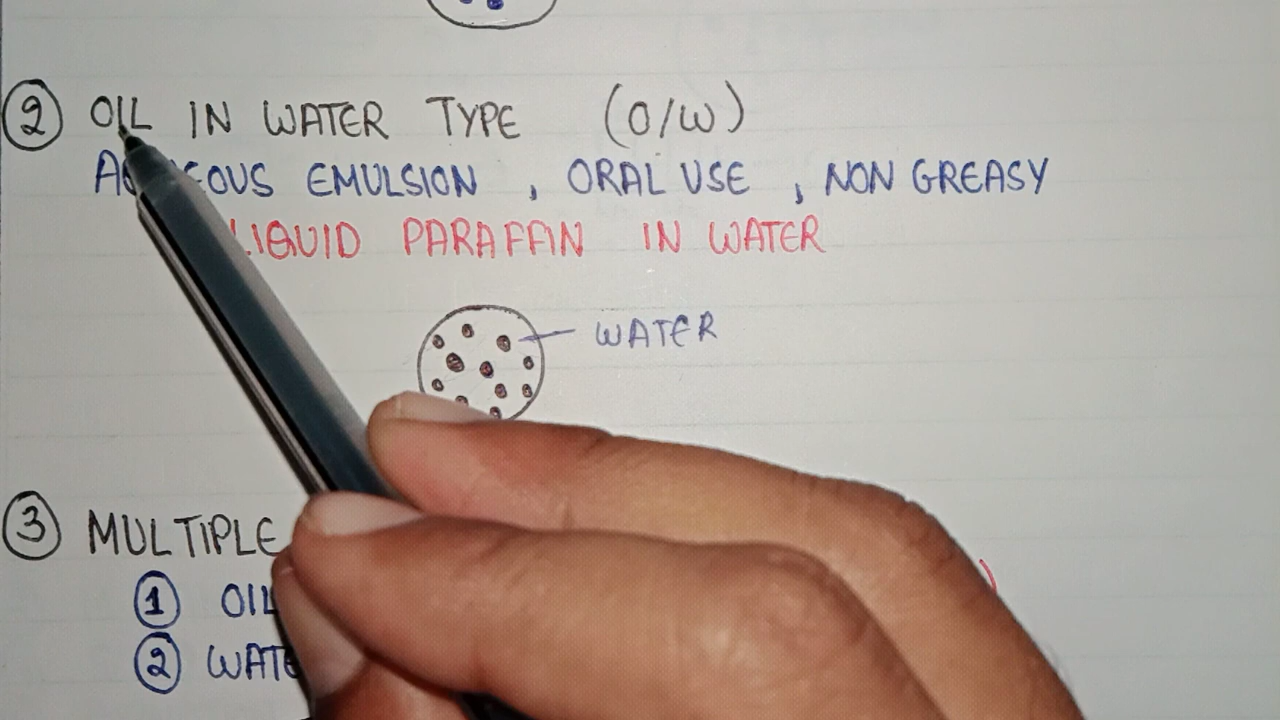 ② OIL IN WATER TYPE (O/W)
EMULSION , ORAL USE , NON GREASY
LIQUID PARAFFIN IN WATER
WATER
③ MULTIPLE
① OIL
②